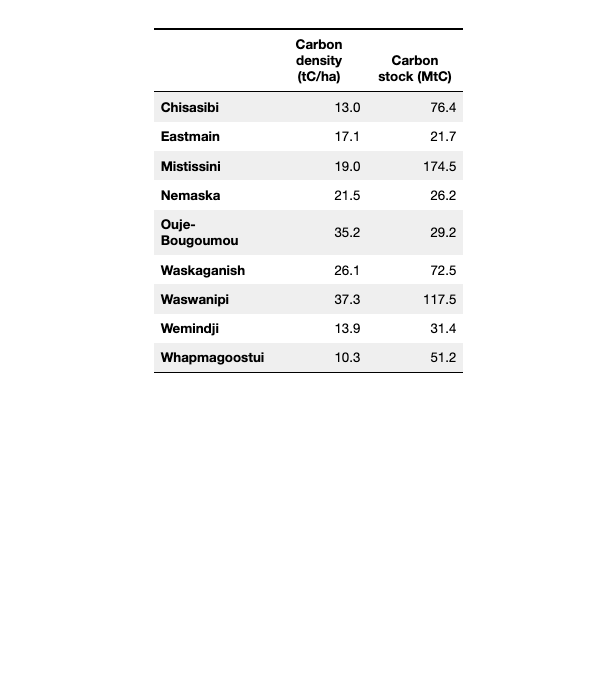 Carbon
density
(tC/ha)
Carbon
stock (MtC)
Chisasibi 13.0 76.4
Eastmain 17.1 21.7
Mistissini 19.0 174.5
Nemaska 21.5 26.2
Ouje-
Bougoumou 35.2 29.2
Waskaganish 26.1 72.5
Waswanipi 37.3 117.5
Wemindji 13.9 31.4
Whapmagoostui 10.3 51.2